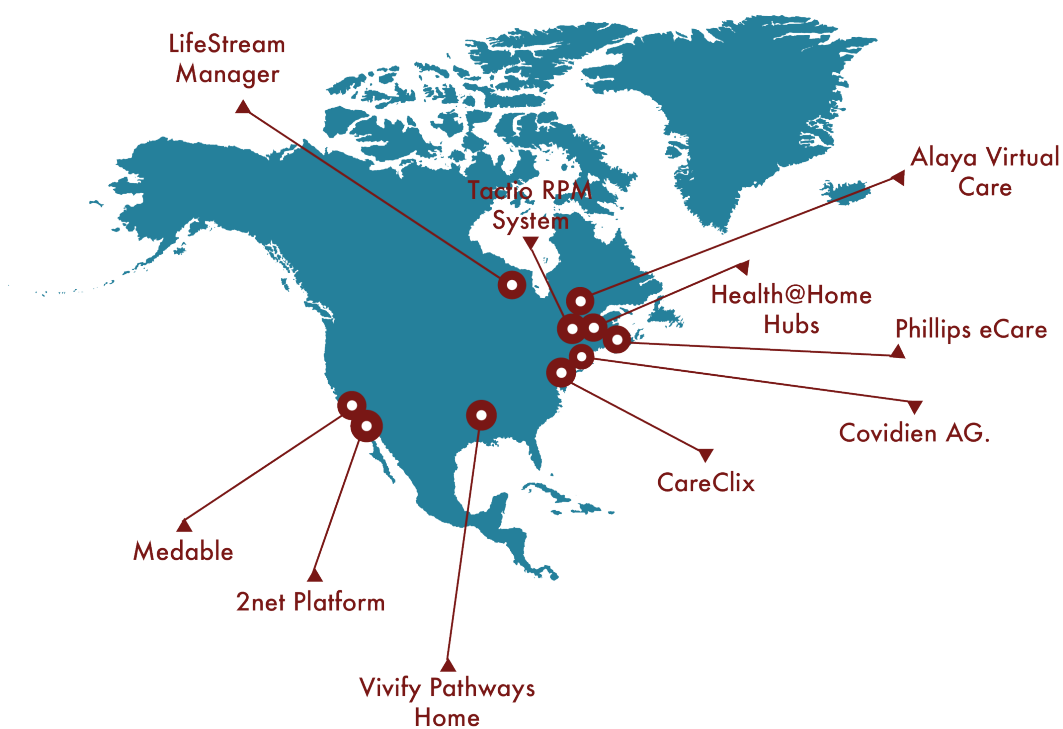 LifeStream
Manager
Alaya Virtual
Care
Tactio RPM
System
Health@Home
Hubs
Phillips eCare
Covidien AG.
CareClix
Medable
2net Platform
Vivify Pathways
Home